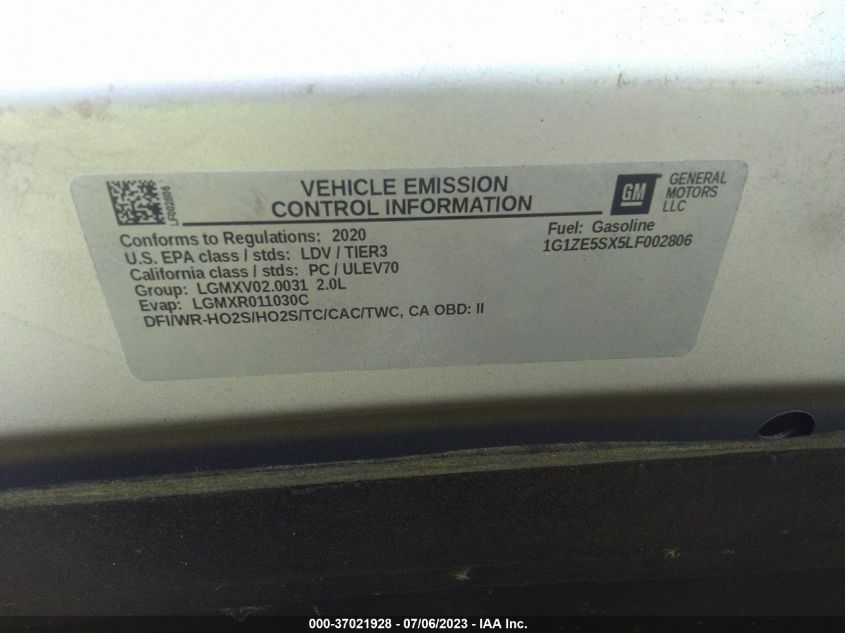 VEHICLE EMISSION
CONTROL INFORMATION
GM
GENERAL
MOTORS
LLC
LF002806
Fuel: Gasoline
1G1ZE5SX5LF002806
Conforms to Regulations: 2020
U.S. EPA class / stds: LDV / TIER3
California class / stds: PC / ULEV70
Group: LGMXV02.0031 2.0L
Evap: LGMXR011030C
DFI/WR-HO2S/HO2S/TC/CAC/TWC, CA OBD: II
000-37021928 - 07/06/2023 - IAA Inc.